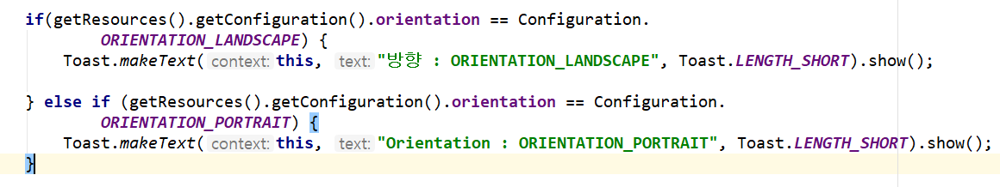 if(getResources().getConfiguration().orientation == Configuration.
ORIENTATION_LANDSCAPE) {
Toast.makeText( context: this, text: "방향 : ORIENTATION_LANDSCAPE", Toast.LENGTH_SHORT).show();
} else if (getResources().getConfiguration().orientation == Configuration.
ORIENTATION_PORTRAIT) {
Toast.makeText( context: this, text: "Orientation : ORIENTATION_PORTRAIT", Toast.LENGTH_SHORT).show();
}